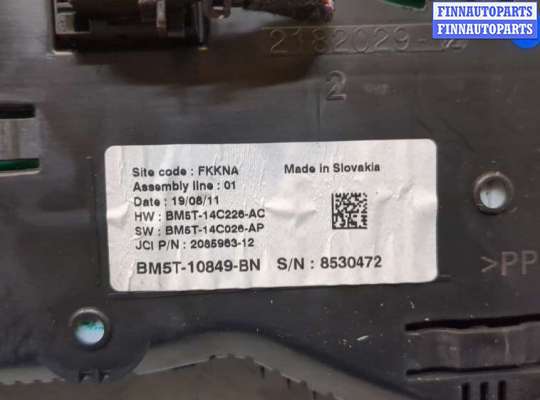 FINNAUTOPARTS
FINNAUTOPARTS
2
Site code : FKKNA
Made in Slovakia
Assembly line : 01
Date : 19/08/11
HW : BM5T-14C226-AC
SW : BM5T-14C026-AP
JCI P/N : 2085963-12
BM5T-10849-BN S/N : 8530472
>PP